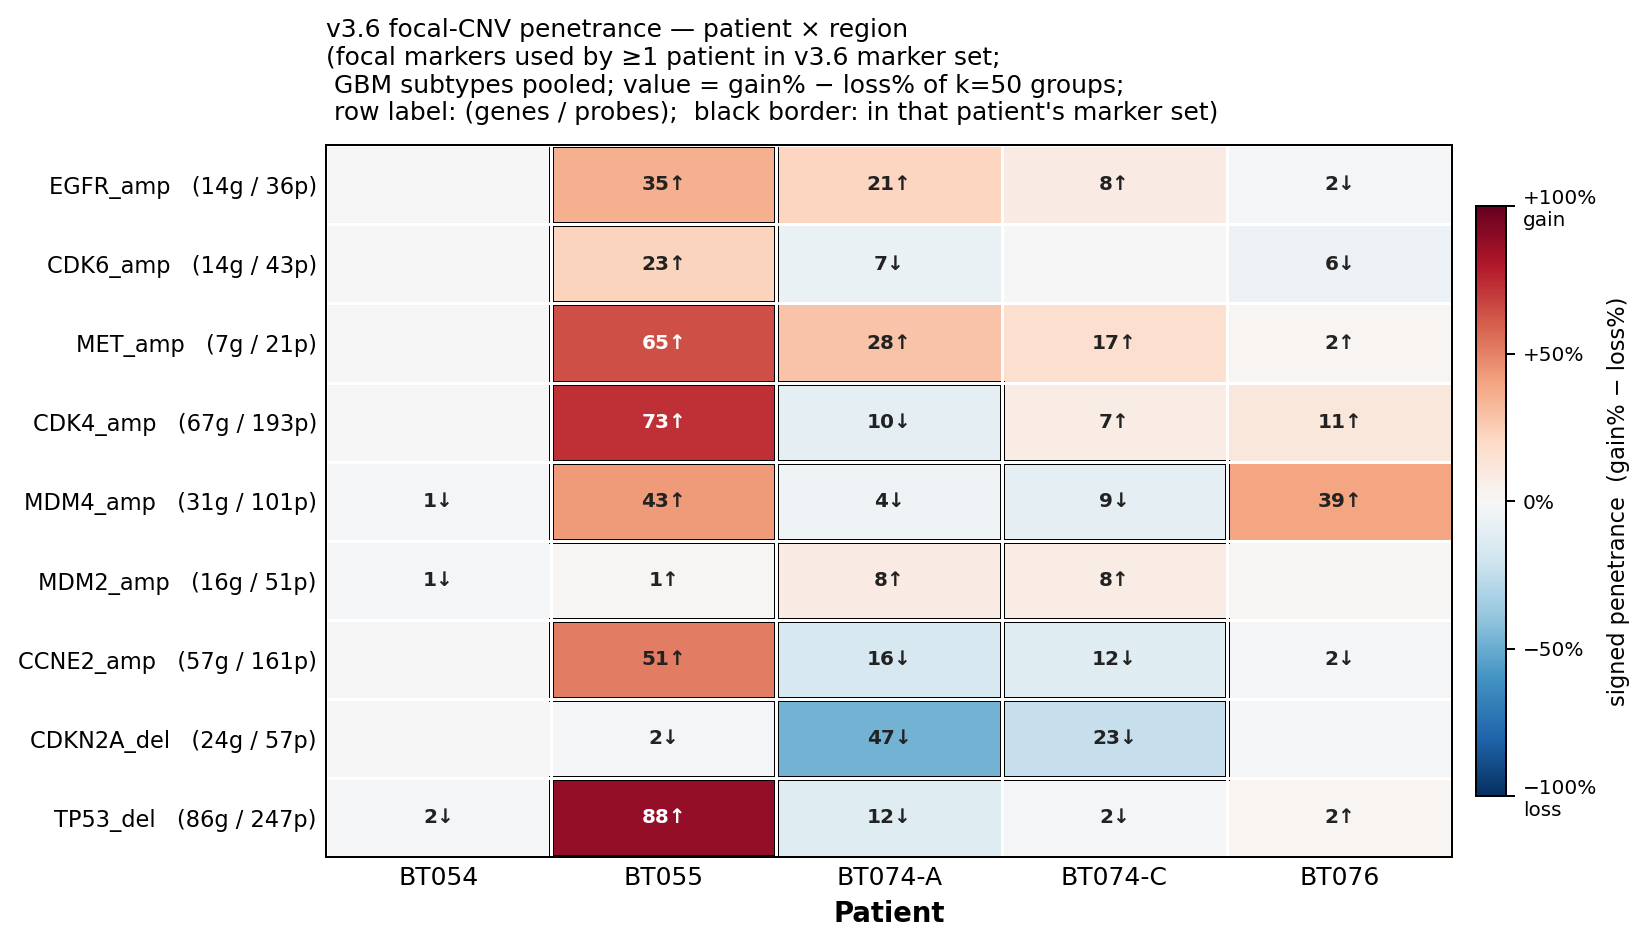 v3.6 focal-CNV penetrance — patient × region
(focal markers used by ≥1 patient in v3.6 marker set;
GBM subtypes pooled; value = gain% − loss% of k=50 groups;
row label: (genes / probes);  black border: in that patient's marker set)
EGFR_amp (14g / 36p) 35↑ 21↑ 8↑ 2↓
CDK6_amp (14g / 43p) 23↑ 7↓ 6↓
MET_amp (7g / 21p) 65↑ 28↑ 17↑ 2↑
CDK4_amp (67g / 193p) 73↑ 10↓ 7↑ 11↑
MDM4_amp (31g / 101p) 1↓ 43↑ 4↓ 9↓ 39↑
MDM2_amp (16g / 51p) 1↓ 1↑ 8↑ 8↑
CCNE2_amp (57g / 161p) 51↑ 16↓ 12↓ 2↓
CDKN2A_del (24g / 57p) 2↓ 47↓ 23↓
TP53_del (86g / 247p) 2↓ 88↑ 12↓ 2↓ 2↑
BT054 BT055 BT074-A BT074-C BT076
Patient
+100%
gain
+50%
0%
−50%
−100%
loss
signed penetrance (gain% − loss%)